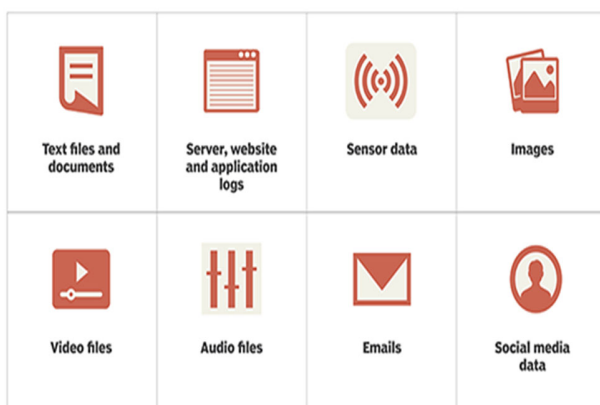 Text files and
documents
Server, website
and application
logs
Sensor data
Images
Video files
Audio files
Emails
Social media
data